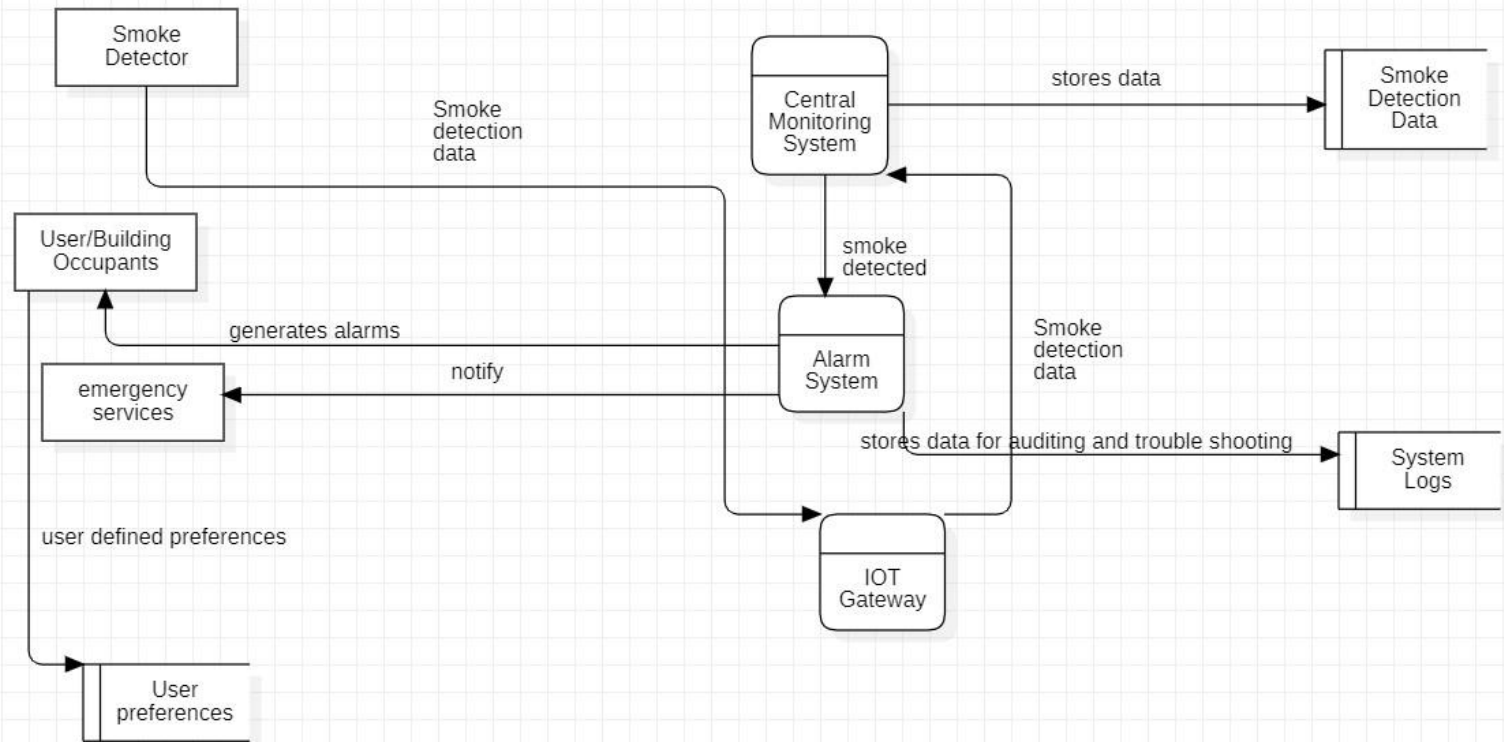 Smoke
Detector
Smoke
detection
data
Central
Monitoring
System
stores data
Smoke
Detection
Data
User/Building
Occupants
smoke
detected
generates alarms
Alarm
System
Smoke
detection
data
emergency
services
notify
stores data for auditing and trouble shooting
System
Logs
user defined preferences
IOT
Gateway
User
preferences